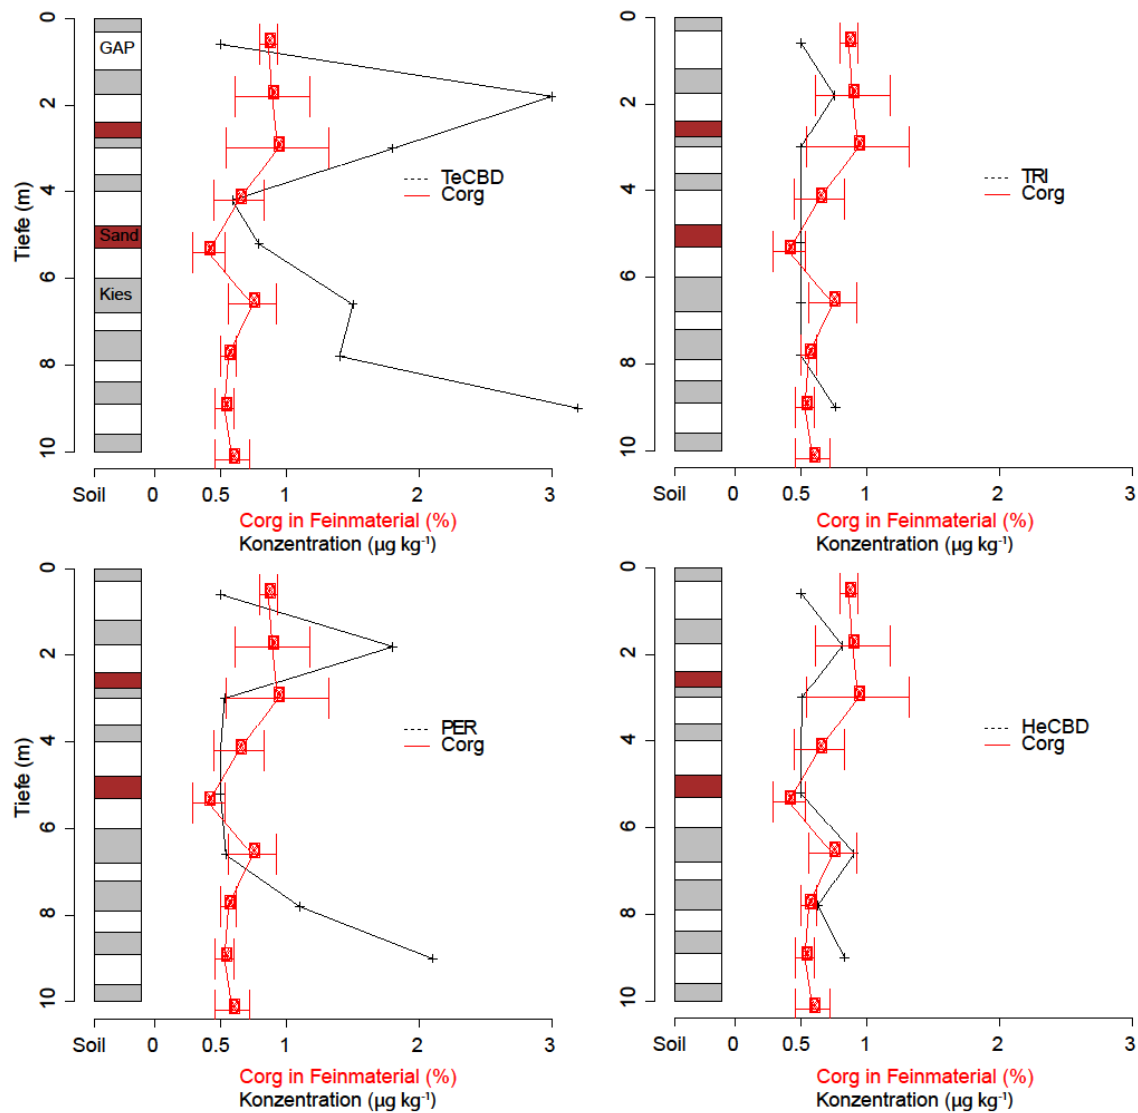 0
2
4
6
8
10
Tiefe (m)
GAP
Sand
Kies
TeCBD
Corg
Soil 0 0.5 1 2 3
Corg in Feinmaterial (%)
Konzentration (µg kg⁻¹)
0
2
4
6
8
10
TRI
Corg
Soil 0 0.5 1 2 3
Corg in Feinmaterial (%)
Konzentration (µg kg⁻¹)
0
2
4
6
8
10
Tiefe (m)
PER
Corg
Soil 0 0.5 1 2 3
Corg in Feinmaterial (%)
Konzentration (µg kg⁻¹)
0
2
4
6
8
10
HeCBD
Corg
Soil 0 0.5 1 2 3
Corg in Feinmaterial (%)
Konzentration (µg kg⁻¹)